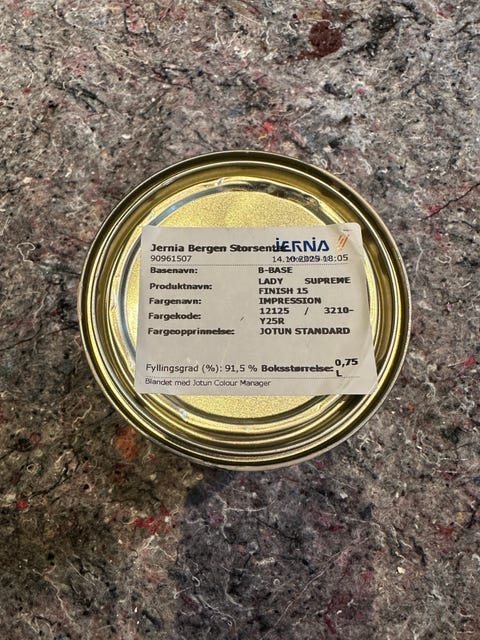 Jernia Bergen Storsenter JERNIA
90961507 14.10.2025 18:05
Basenavn: B-BASE
Produktnavn: LADY SUPREME
FINISH 15
Fargenavn: IMPRESSION
Fargekode: 12125 / 3210-
Y25R
Fargeopprinnelse: JOTUN STANDARD
Fyllingsgrad (%): 91,5 % Boksstørrelse: 0,75
L
Blandet med Jotun Colour Manager